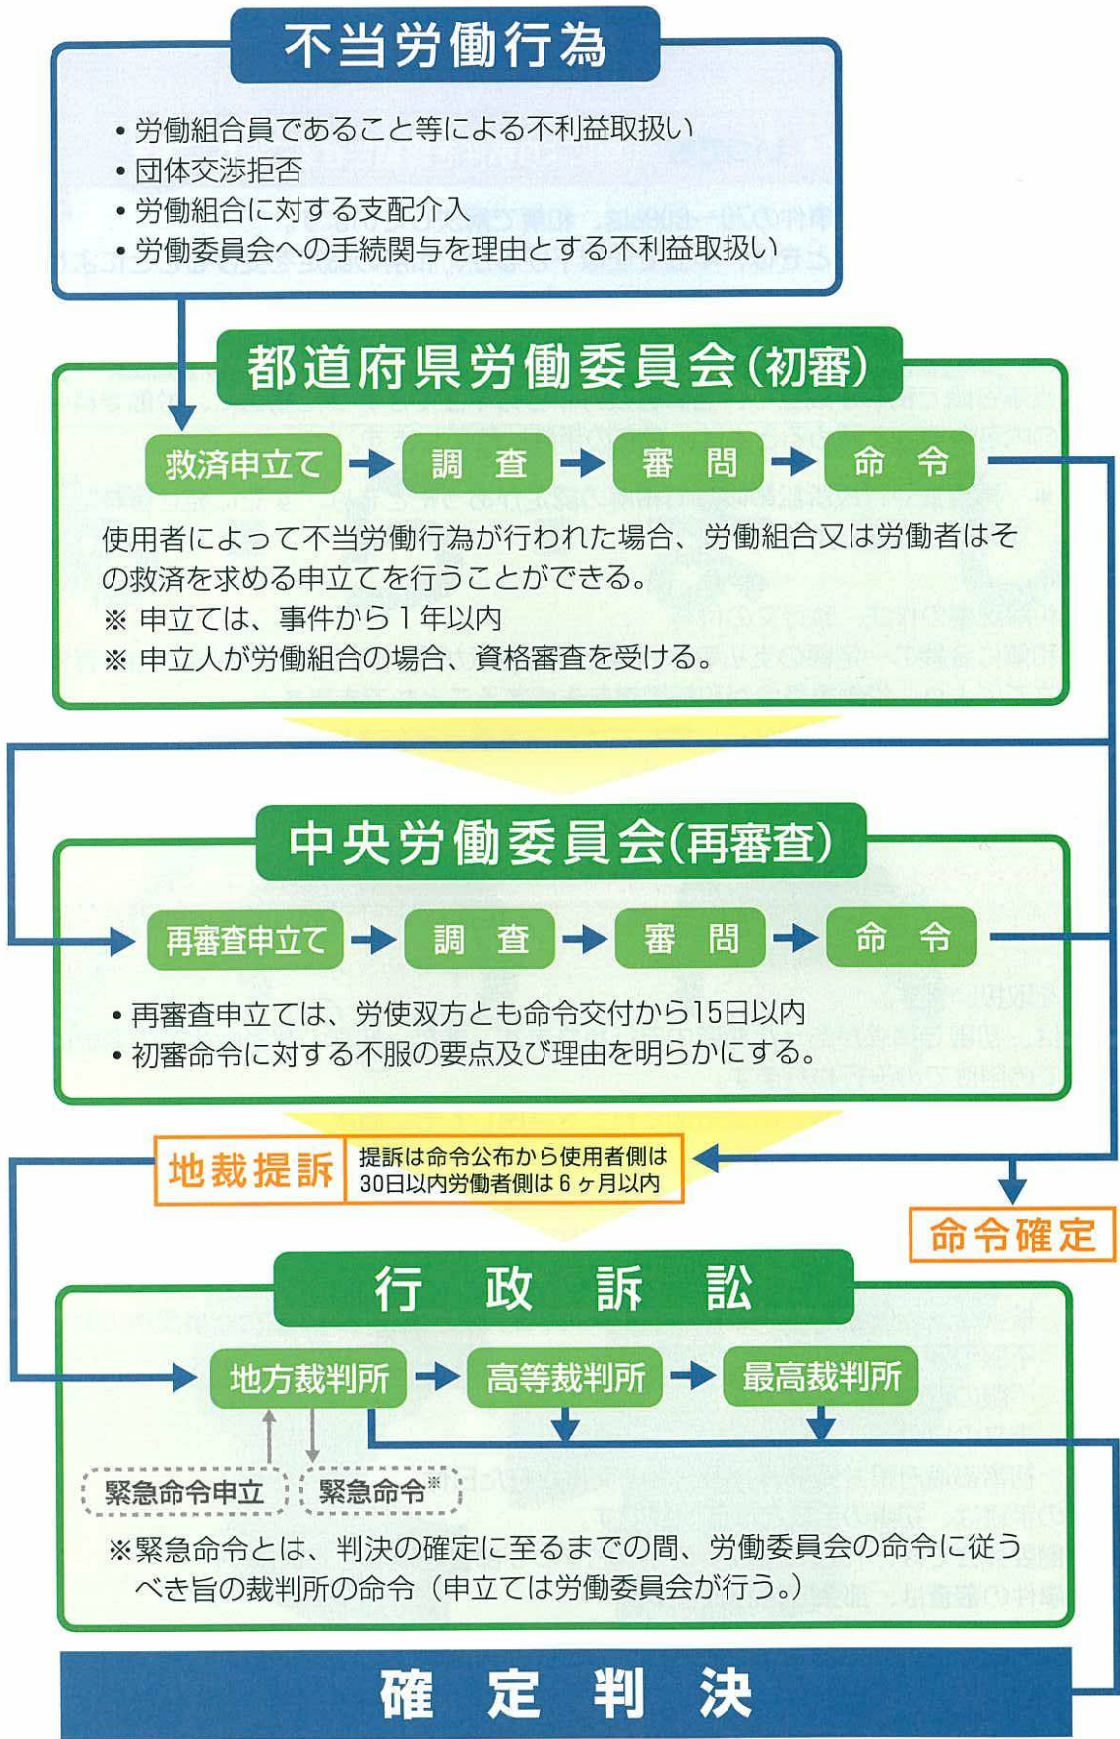 不当労働行為
・労働組合員であること等による不利益取扱い
・団体交渉拒否
・労働組合に対する支配介入
・労働委員会への手続関与を理由とする不利益取扱い
都道府県労働委員会(初審)
救済申立て
調査
審問
命令
使用者によって不当労働行為が行われた場合、労働組合又は労働者はそ
の救済を求める申立てを行うことができる。
※ 申立ては、事件から1年以内
※ 申立人が労働組合の場合、資格審査を受ける。
中央労働委員会(再審査)
再審査申立て
調査
審問
命令
・再審査申立ては、労使双方とも命令交付から15日以内
・初審命令に対する不服の要点及び理由を明らかにする。
地裁提訴
提訴は命令公布から使用者側は
30日以内労働者側は6ヶ月以内
命令確定
行政訴訟
地方裁判所
高等裁判所
最高裁判所
緊急命令申立
緊急命令※
※緊急命令とは、判決の確定に至るまでの間、労働委員会の命令に従う
べき旨の裁判所の命令（申立ては労働委員会が行う。）
確定判決